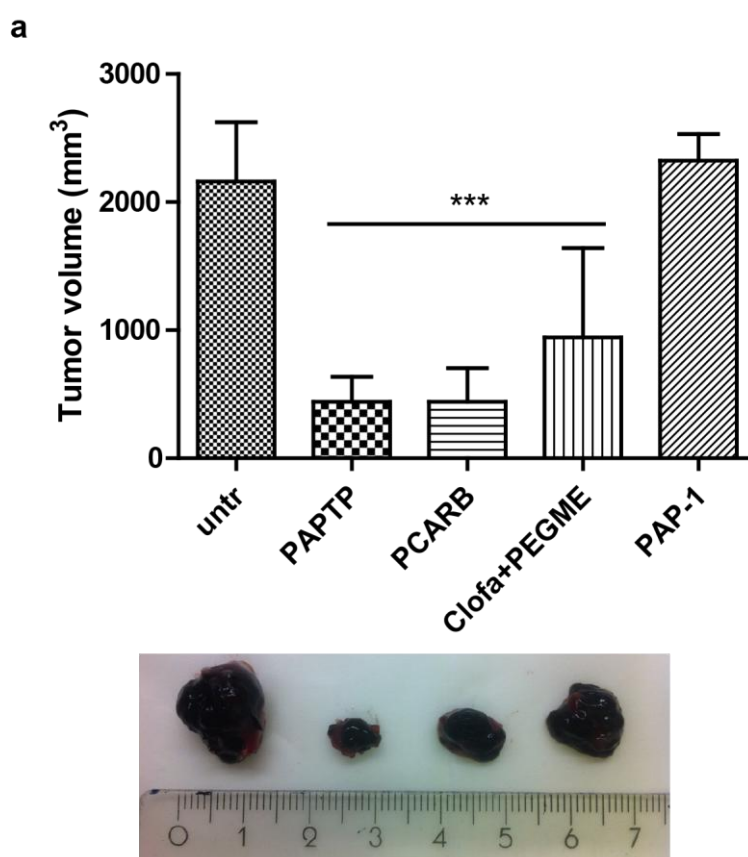 a
3000
2000
1000
0
Tumor volume (mm³)
***
untr
PAPTP
PCARB
Clofa+PEGME
PAP-1
0 1 2 3 4 5 6 7